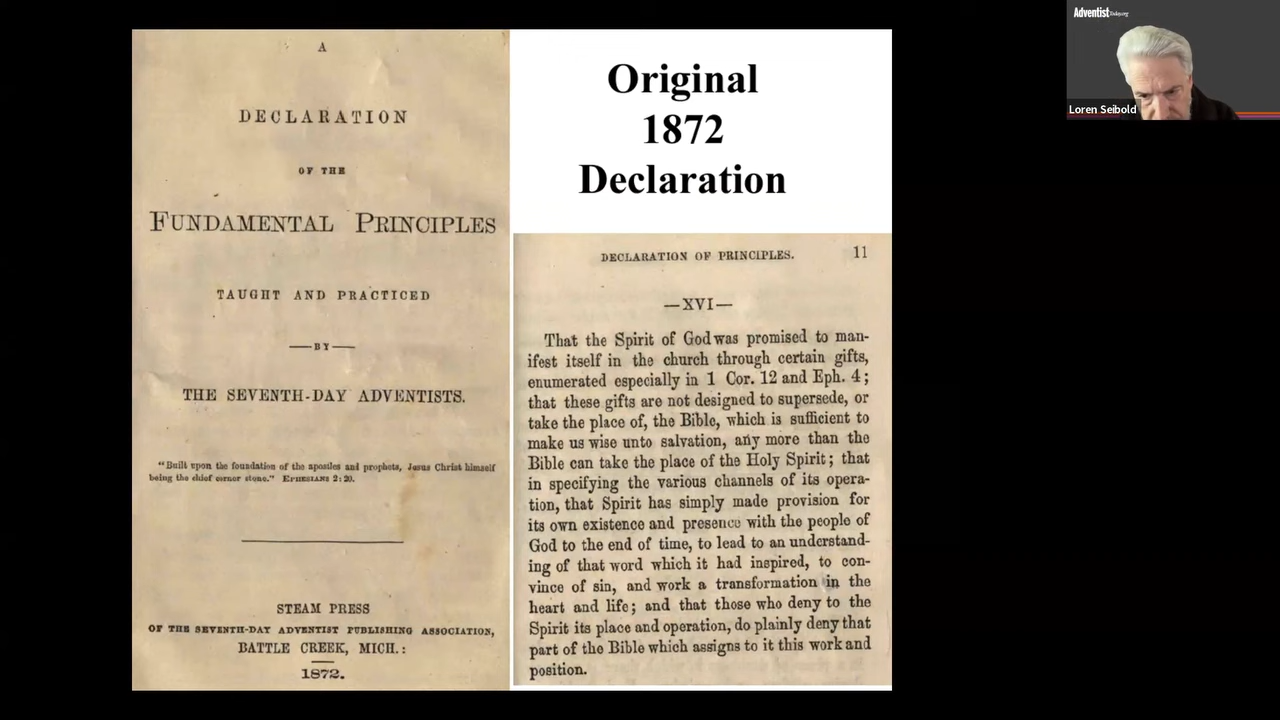 A
DECLARATION
OF THE
FUNDAMENTAL PRINCIPLES
TAUGHT AND PRACTICED
—BY—
THE SEVENTH-DAY ADVENTISTS.
"Built upon the foundation of the apostles and prophets, Jesus Christ himself
being the chief corner stone." EPHESIANS 2:20.
STEAM PRESS
OF THE SEVENTH-DAY ADVENTIST PUBLISHING ASSOCIATION,
BATTLE CREEK, MICH.:
1872.
Original
1872
Declaration
DECLARATION OF PRINCIPLES. 11
—XVI—
That the Spirit of God was promised to man-
ifest itself in the church through certain gifts,
enumerated especially in 1 Cor. 12 and Eph. 4;
that these gifts are not designed to supersede, or
take the place of, the Bible, which is sufficient to
make us wise unto salvation, any more than the
Bible can take the place of the Holy Spirit; that
in specifying the various channels of its opera-
tion, that Spirit has simply made provision for
its own existence and presence with the people of
God to the end of time, to lead to an understand-
ing of that word which it had inspired, to con-
vince of sin, and work a transformation in the
heart and life; and that those who deny to the
Spirit its place and operation, do plainly deny that
part of the Bible which assigns to it this work and
position.
AdventistToday.org
Loren Seibold